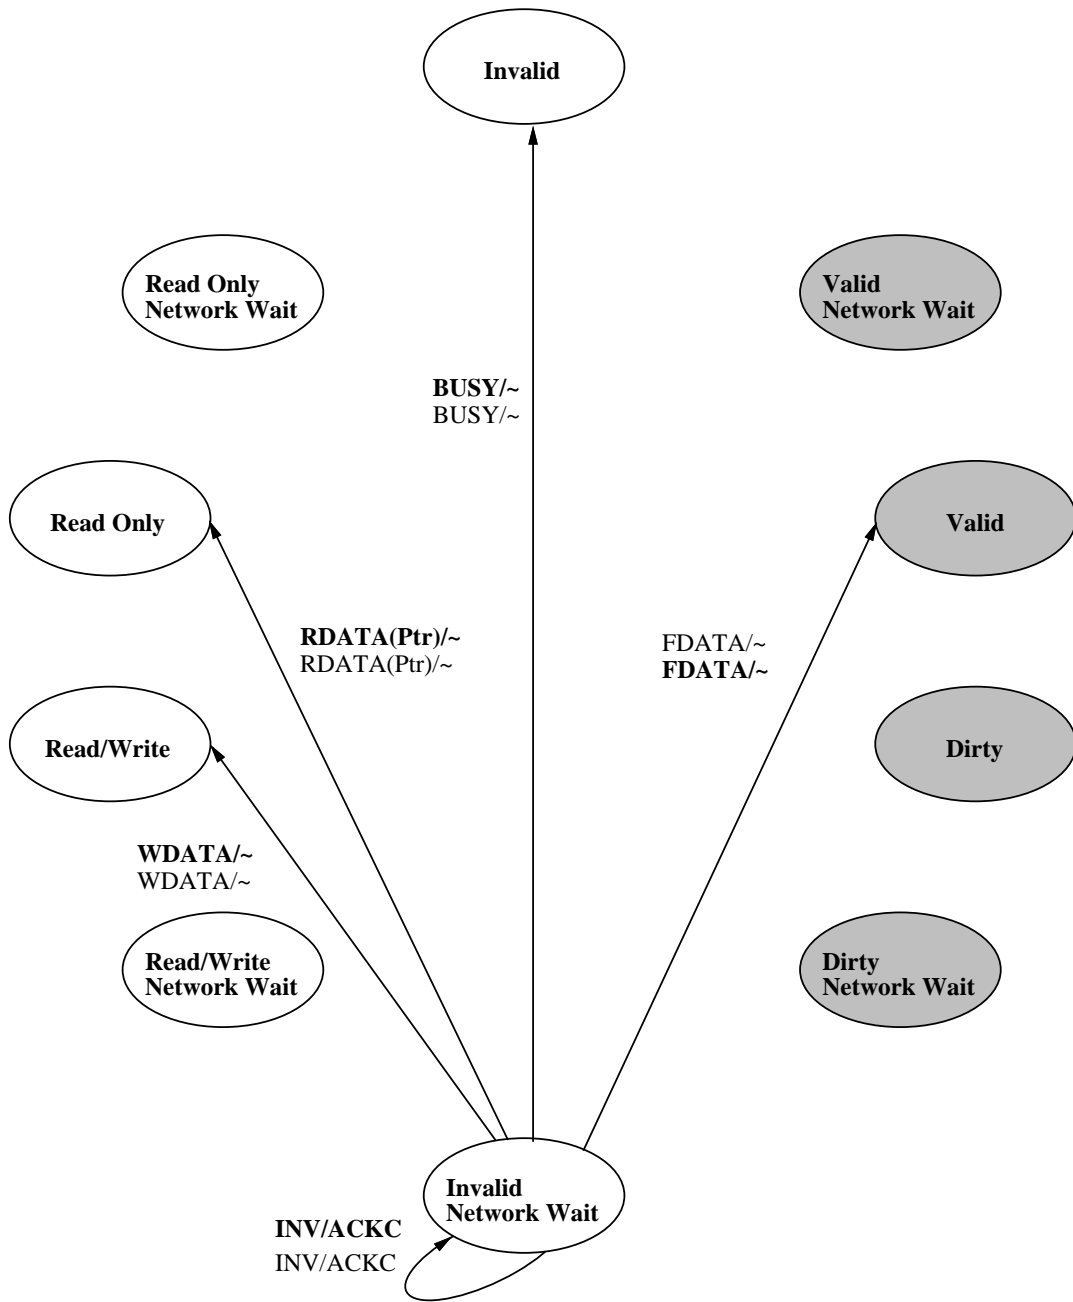 Invalid
Read Only
Network Wait
Valid
Network Wait
BUSY/~
BUSY/~
Read Only
Valid
RDATA(Ptr)/~
RDATA(Ptr)/~
FDATA/~
FDATA/~
Read/Write
Dirty
WDATA/~
WDATA/~
Read/Write
Network Wait
Dirty
Network Wait
Invalid
Network Wait
INV/ACKC
INV/ACKC